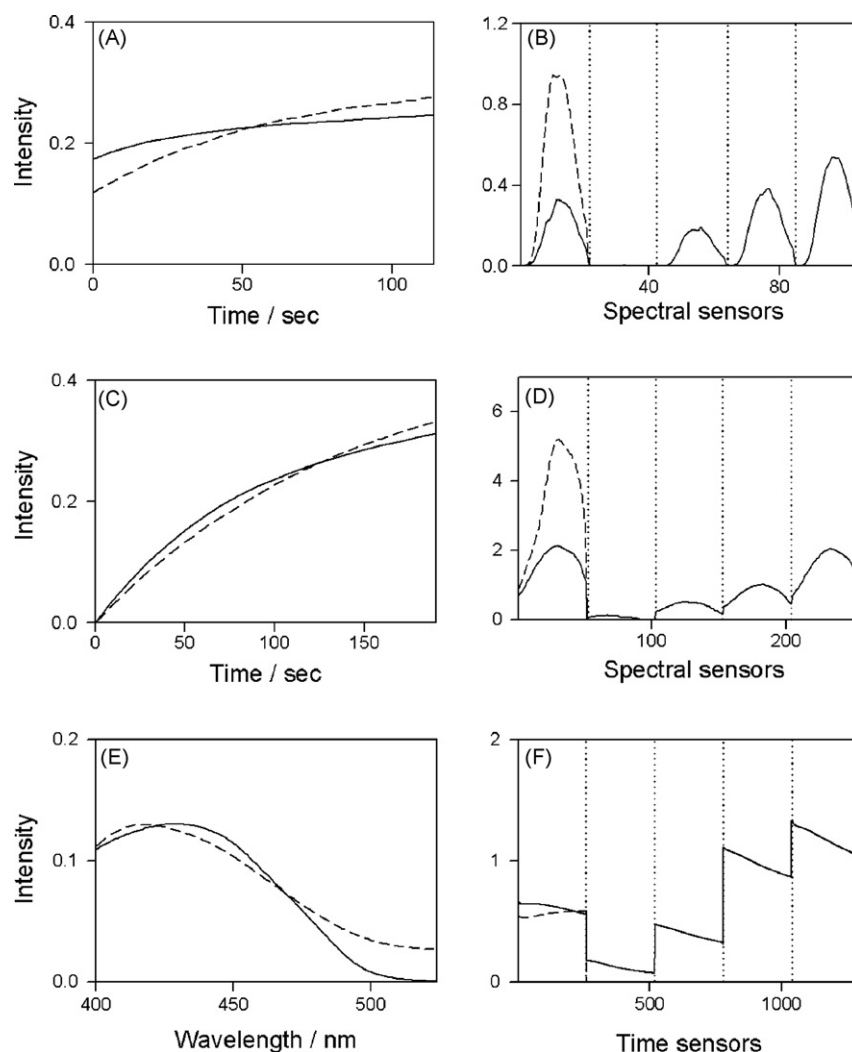 (A)
0.4
0.2
0.0
Intensity
0 50 100
Time / sec
(B)
1.2
0.8
0.4
0.0
40 80
Spectral sensors
(C)
0.4
0.2
0.0
Intensity
0 50 100 150
Time / sec
(D)
6
4
2
0
100 200
Spectral sensors
(E)
0.2
0.1
0.0
Intensity
400 450 500
Wavelength / nm
(F)
2
1
0
500 1000
Time sensors